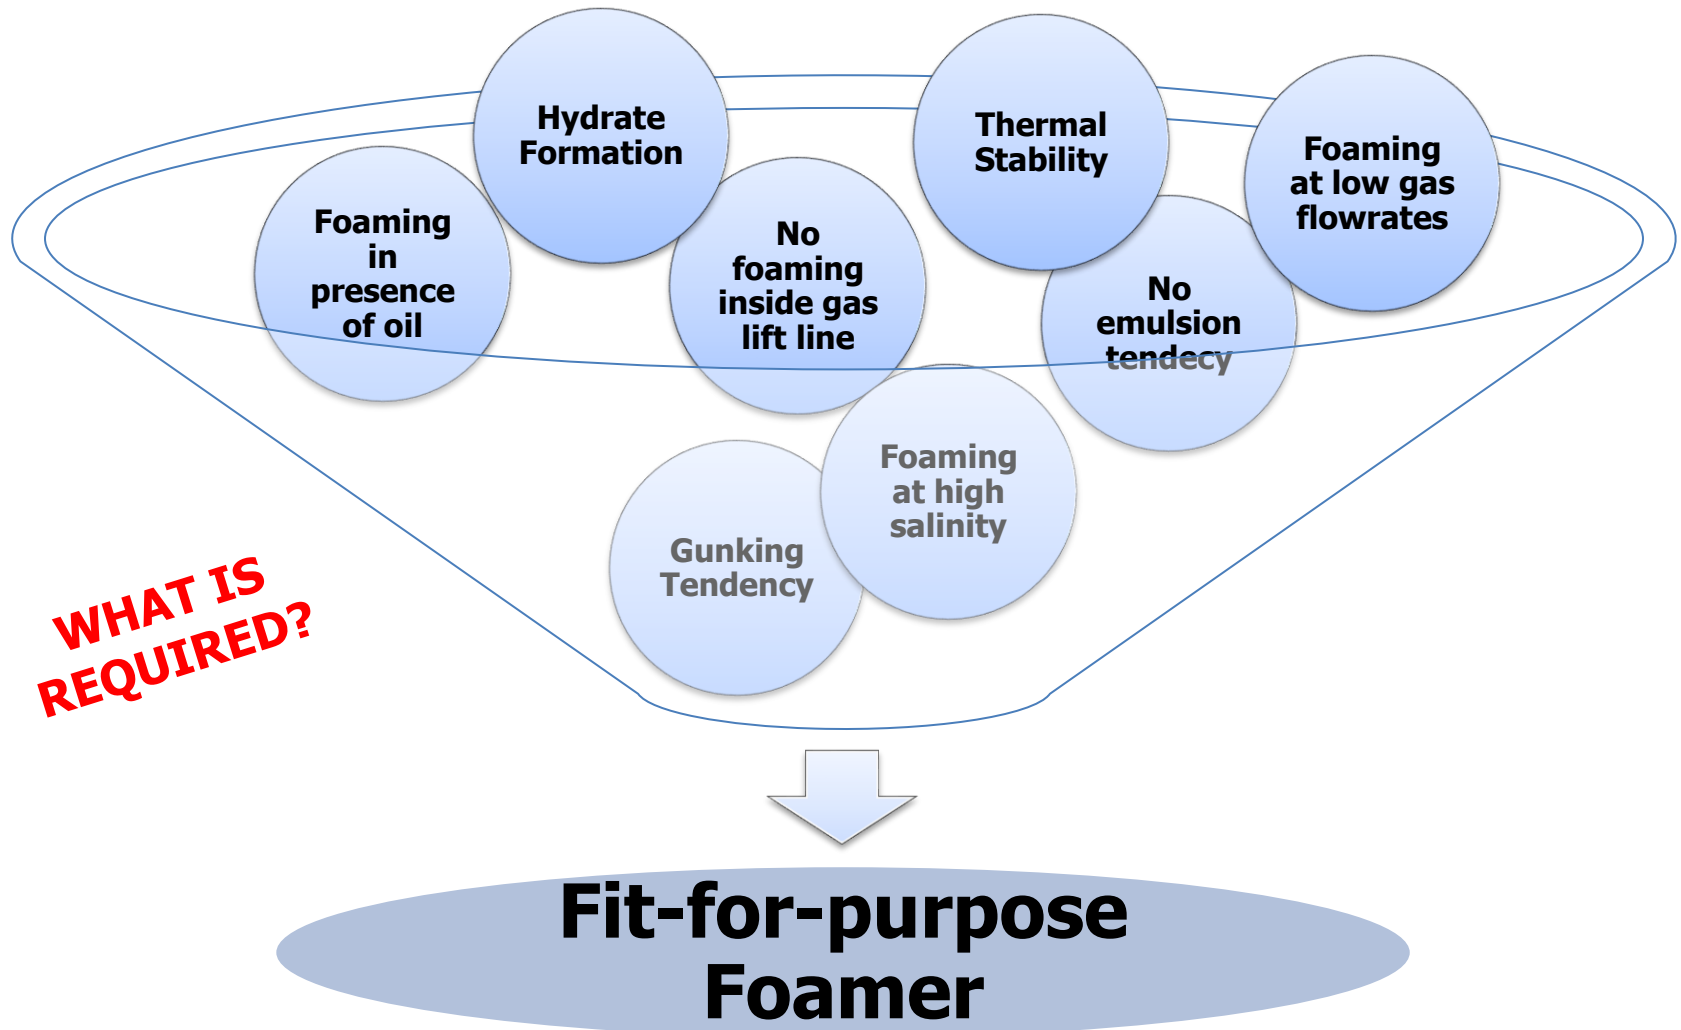 Hydrate
Formation
Thermal
Stability
Foaming
at low gas
flowrates
Foaming
in
presence
of oil
No
foaming
inside gas
lift line
No
emulsion
tendecy
Foaming
at high
salinity
Gunking
Tendency
WHAT IS
REQUIRED?
Fit-for-purpose
Foamer